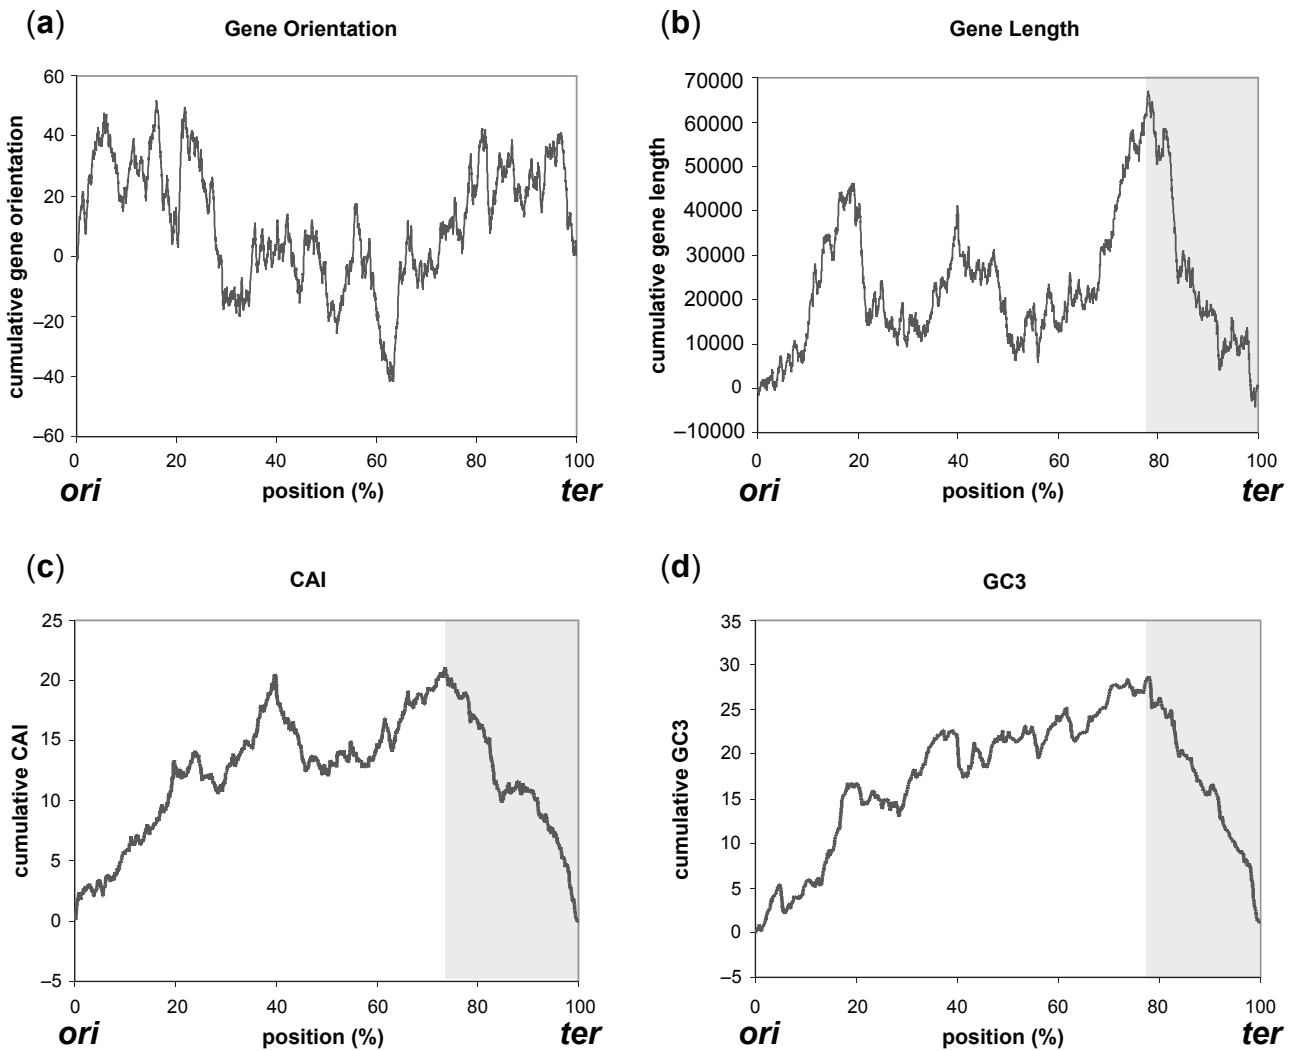 (a)
Gene Orientation
cumulative gene orientation
60
40
20
0
–20
–40
–60
0 20 40 60 80 100
ori position (%) ter
(b)
Gene Length
cumulative gene length
70000
60000
50000
40000
30000
20000
10000
0
–10000
0 20 40 60 80 100
ori position (%) ter
(c)
CAI
cumulative CAI
25
20
15
10
5
0
–5
0 20 40 60 80 100
ori position (%) ter
(d)
GC3
cumulative GC3
35
30
25
20
15
10
5
0
–5
0 20 40 60 80 100
ori position (%) ter